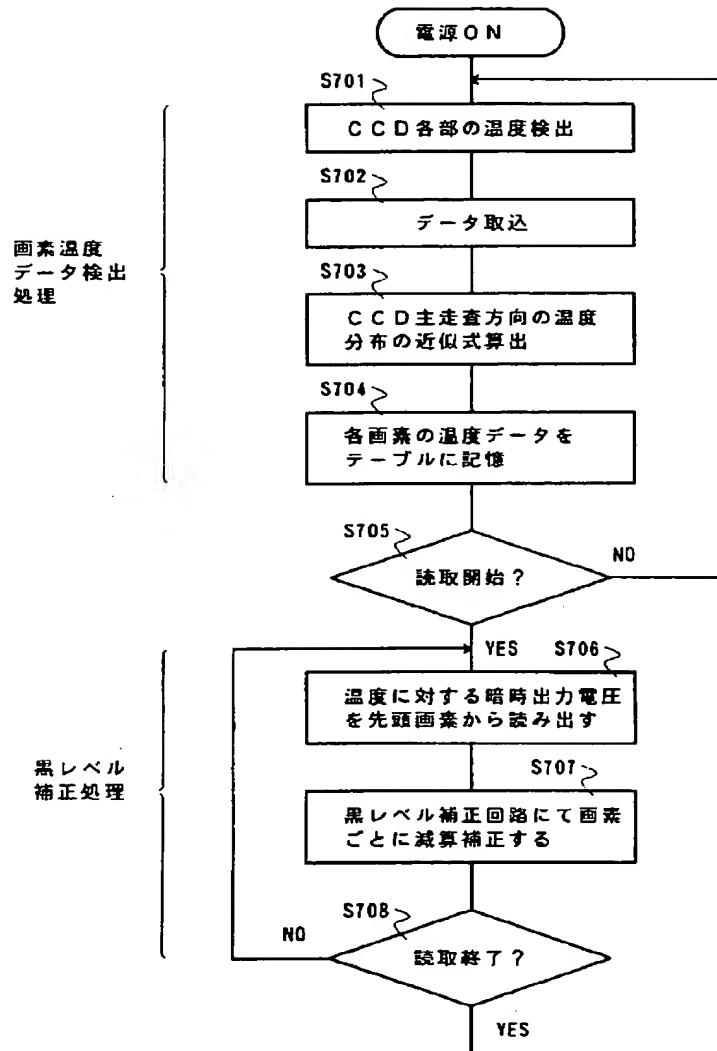 電源ON
S701
CCD各部の温度検出
S702
データ取込
画素温度
データ検出
処理
S703
CCD主走査方向の温度
分布の近似式算出
S704
各画素の温度データを
テーブルに記憶
S705
読取開始?
NO
YES
S706
温度に対する暗時出力電圧
を先頭画素から読み出す
黒レベル
補正処理
S707
黒レベル補正回路にて画素
ごとに減算補正する
S708
NO
読取終了?
YES